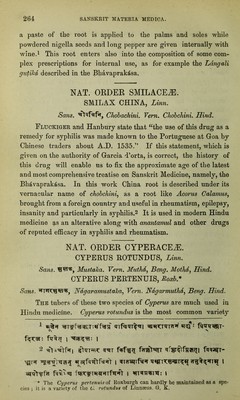 264 SANSKRIT MATERIA MEDICA.
a paste of the root is applied to the palms and soles while
powdered nigella seeds and long pepper are given internally with
wine.1 This root enters also into the composition of some com-
plex prescriptions for internal use, as for example the Lángali
gutiká described in the Bhávaprakása.
NAT. ORDER SMILACEÆ.
SMILAX CHINA, Linn.
Sans. चोवचिनि, Chobachini. Vern. Chobchini. Hind.
FLUCKIGER and Hanbury state that "the use of this drug as a
remedy for syphilis was made known to the Portuguese at Goa by
Chinese traders about A.D. 1535." If this statement, which is
given on the authority of Garcia d'orta, is correct, the history of
this drug will enable us to fix the approximate age of the latest
and most comprehensive treatise on Sanskrit Medicine, namely, the
Bhávaprakása. In this work China root is described under its
vernacular name of chobchini, as a root like Acorus Calamus,
brought from a foreign country and useful in rheumatism, epilepsy,
insanity and particularly in syphilis.2 It is used in modern Hindu
medicine as an alterative along with anantamul and other drugs
of reputed efficacy in syphilis and rheumatism.
NAT. ORDER CYPERACEÆ.
CYPERUS ROTUNDUS, Linn.
Sans. मुस्तक, Mustaka. Vern. Muthá, Beng. Mothá, Hind.
CYPERUS PERTENUIS, Roxb.*
Sans. नागरमुस्तक, Nágaramustaka, Vern. Nágarmuthá, Beng. Hind.
THE tubers of these two species of Cyperus are much used in
Hindu medicine. Cyperus rotundus is the most common variety
* The Cyperus pertenuis of Roxburgh can hardly be maintained as a spe-
cies; it is a variety of the C. rotundus of Linnæus. G. K.